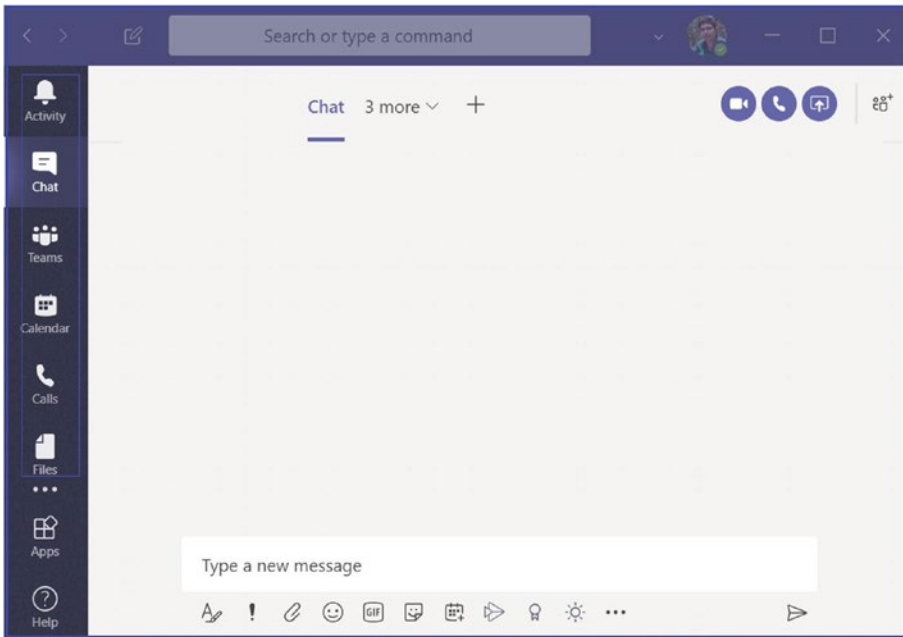 Search or type a command
Activity
Chat 3 more
Chat
Teams
Calendar
Calls
Files
Apps
Type a new message
GIF
Help